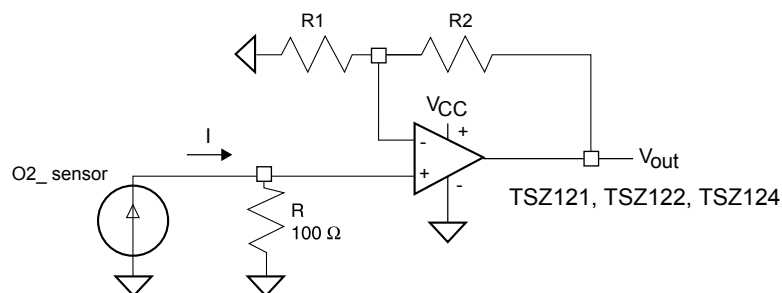 R1
R2
VCC
+
-
I
-
+
O2_ sensor
Vout
R
100 Ω
TSZ121, TSZ122, TSZ124